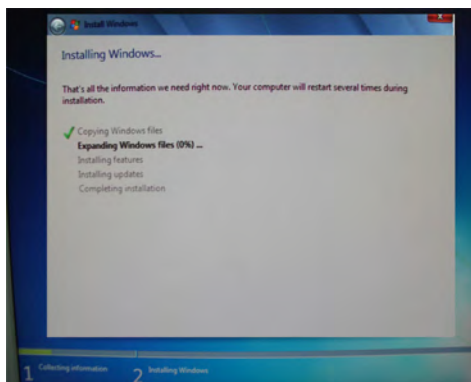 Install Windows
Installing Windows...
That's all the information we need right now. Your computer will restart several times during
installation.
Copying Windows files
Expanding Windows files (0%) ...
Installing features
Installing updates
Completing installation
1 Collecting information
2 Installing Windows